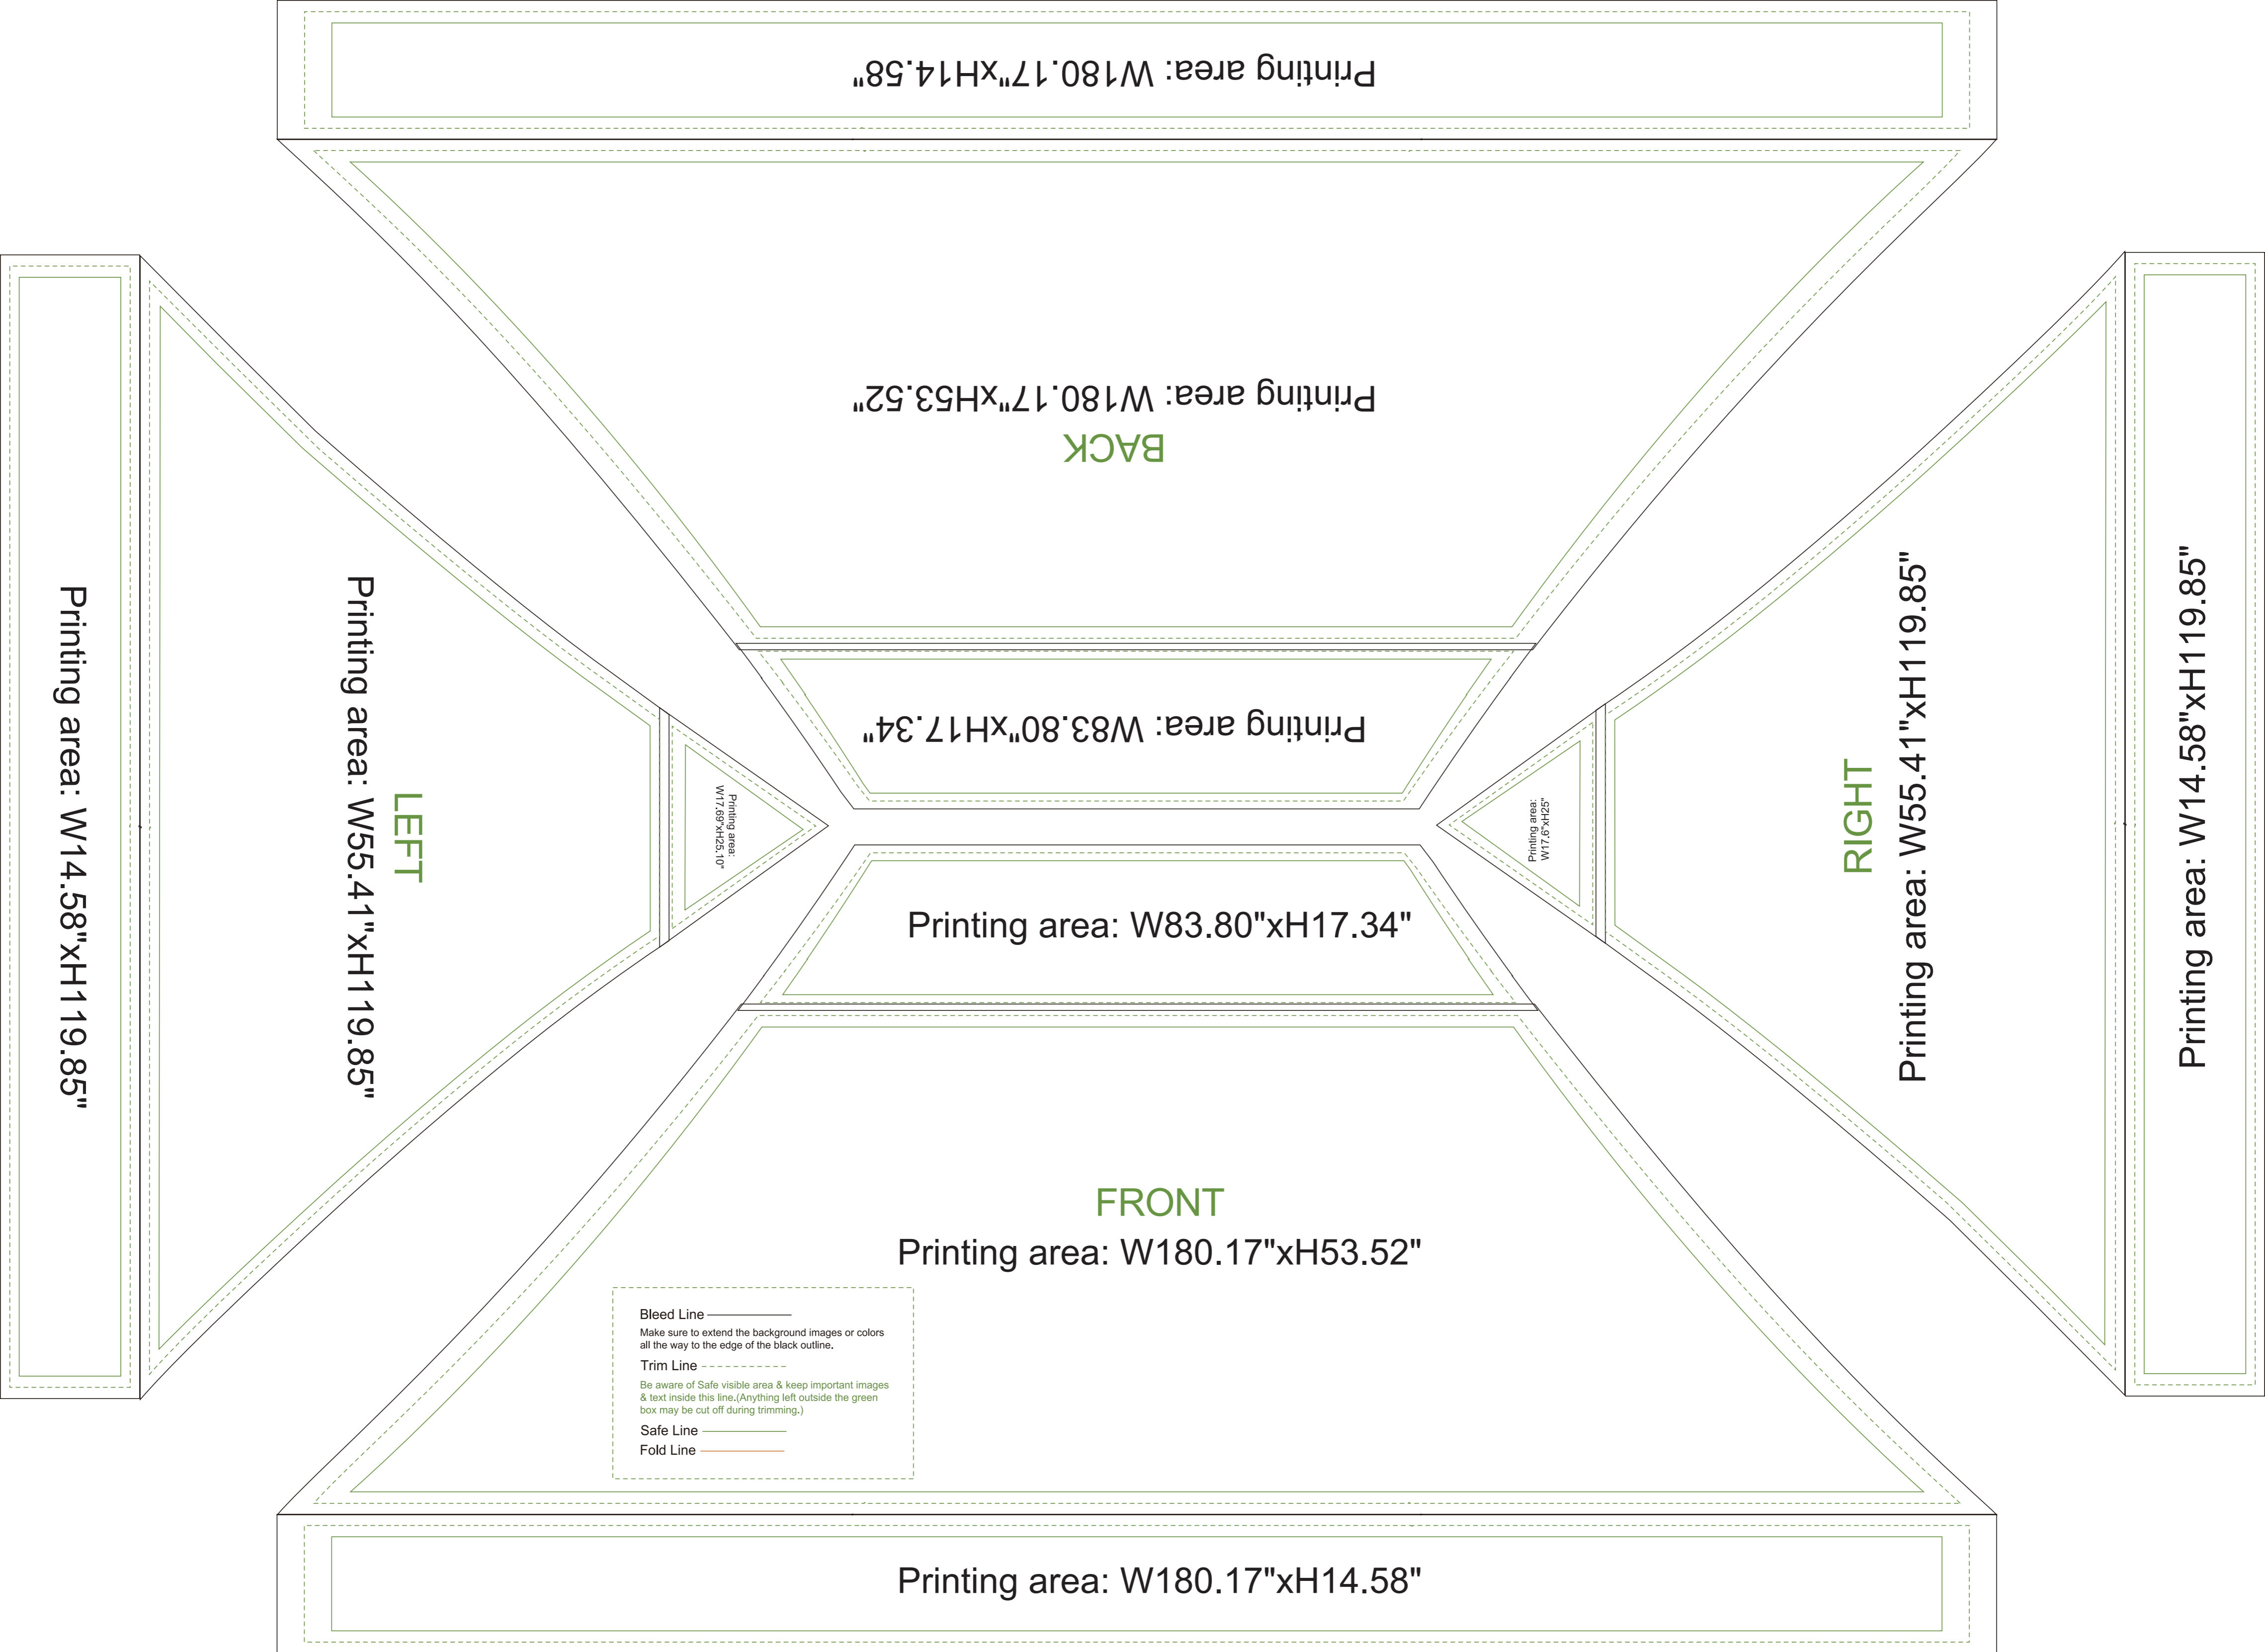 Printing area: W180.17"xH14.58"
Printing area: W180.17"xH53.52"
BACK
Printing area: W83.80"xH17.34"
Printing area: W14.58"xH119.85"
Printing area: W55.41"xH119.85"
LEFT
Printing area:
W17.69"xH25.10"
Printing area:
W17.6"xH25"
RIGHT
Printing area: W55.41"xH119.85"
Printing area: W14.58"xH119.85"
Printing area: W83.80"xH17.34"
FRONT
Printing area: W180.17"xH53.52"
Bleed Line
Make sure to extend the background images or colors
all the way to the edge of the black outline.
Trim Line
Be aware of Safe visible area & keep important images
& text inside this line.(Anything left outside the green
box may be cut off during trimming.)
Safe Line
Fold Line
Printing area: W180.17"xH14.58"